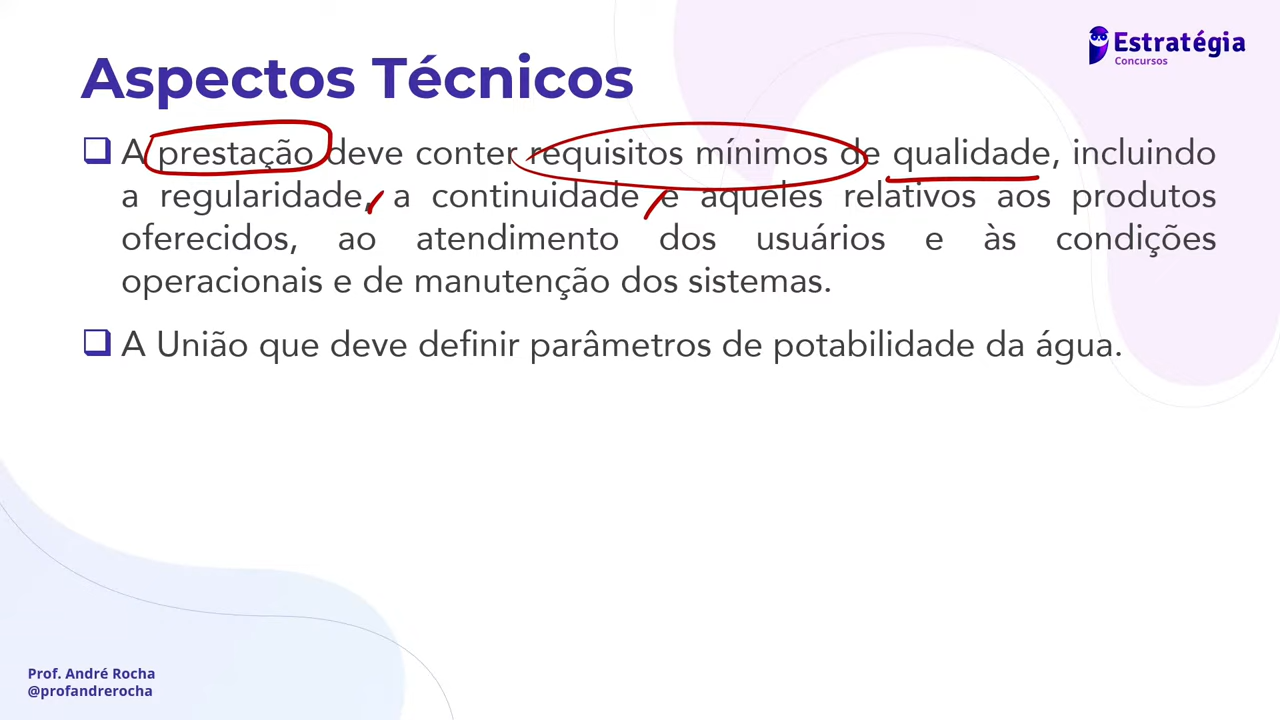 Estratégia
Concursos
Aspectos Técnicos
A prestação deve conter requisitos mínimos de qualidade, incluindo
a regularidade, a continuidade e aqueles relativos aos produtos
oferecidos, ao atendimento dos usuários e às condições
operacionais e de manutenção dos sistemas.
A União que deve definir parâmetros de potabilidade da água.
Prof. André Rocha
@profandrerocha